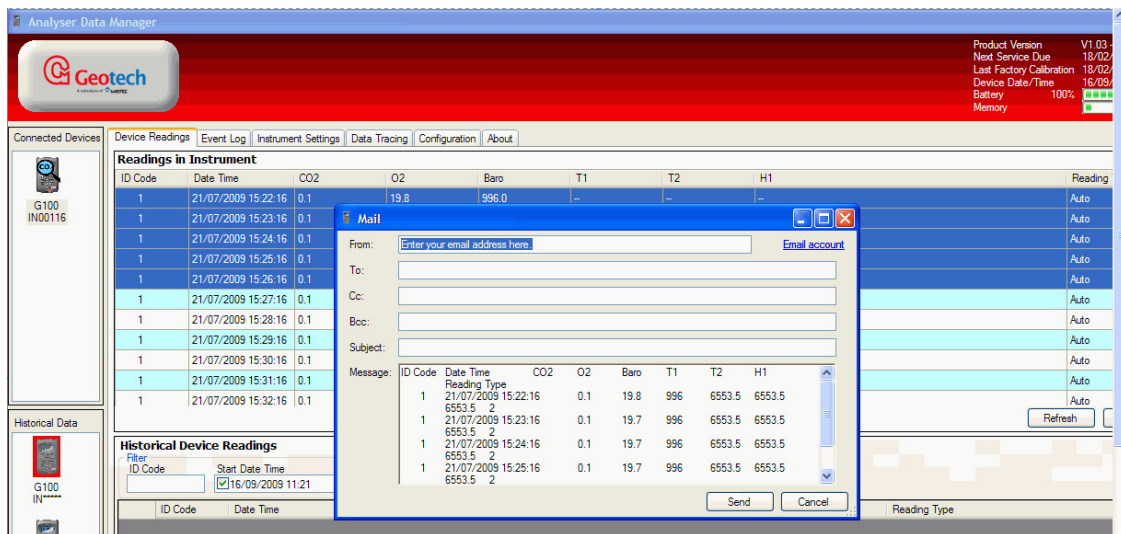 Analyser Data Manager
Geotech
Product Version V1.03 -
Next Service Due 18/02/
Last Factory Calibration 18/02/
Device Date/Time 16/09/
Battery 100%
Memory
Connected Devices
G100
IN00116
Device Readings Event Log Instrument Settings Data Tracing Configuration About
Readings in Instrument
ID Code Date Time CO2 O2 Baro T1 T2 H1 Reading
1 21/07/2009 15:22:16 0.1 19.8 996.0 -- -- -- Auto
1 21/07/2009 15:23:16 0.1 Auto
1 21/07/2009 15:24:16 0.1 Auto
1 21/07/2009 15:25:16 0.1 Auto
1 21/07/2009 15:26:16 0.1 Auto
1 21/07/2009 15:27:16 0.1 Auto
1 21/07/2009 15:28:16 0.1 Auto
1 21/07/2009 15:29:16 0.1 Auto
1 21/07/2009 15:30:16 0.1 Auto
1 21/07/2009 15:31:16 0.1 Auto
1 21/07/2009 15:32:16 0.1 Auto
Refresh
Mail
From: Enter your email address here. Email account
To:
Cc:
Bcc:
Subject:
Message: ID Code Date Time CO2 O2 Baro T1 T2 H1
Reading Type
1 21/07/2009 15:22:16 0.1 19.8 996 6553.5 6553.5
6553.5 2
1 21/07/2009 15:23:16 0.1 19.7 996 6553.5 6553.5
6553.5 2
1 21/07/2009 15:24:16 0.1 19.7 996 6553.5 6553.5
6553.5 2
1 21/07/2009 15:25:16 0.1 19.7 996 6553.5 6553.5
6553.5 2
Send Cancel
Historical Data
G100
IN*****
Historical Device Readings
Filter
ID Code Start Date Time
16/09/2009 11:21
ID Code Date Time Reading Type